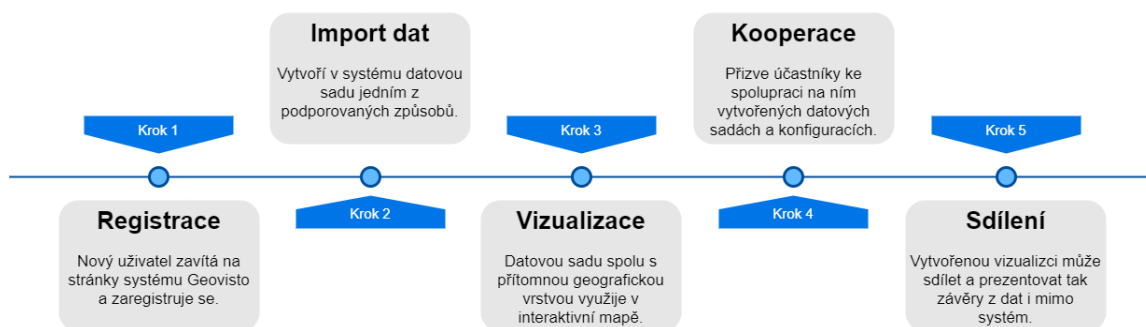 Krok 1
Registrace
Nový uživatel zavítá na
stránky systému Geovisto
a zaregistruje se.
Import dat
Vytvoří v systému datovou
sadu jedním z
podporovaných způsobů.
Krok 2
Krok 3
Vizualizace
Datovou sadu spolu s
přítomnou geografickou
vrstvou využije v
interaktivní mapě.
Kooperace
Přizve účastníky ke
spolupraci na ním
vytvořených datových
sadách a konfiguracích.
Krok 4
Krok 5
Sdílení
Vytvořenou vizualizci může
sdílet a prezentovat tak
závěry z dat i mimo
systém.